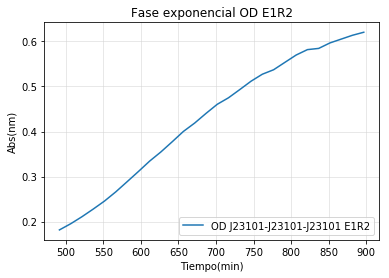 Fase exponencial OD E1R2
Abs(nm)
0.6
0.5
0.4
0.3
0.2
OD J23101-J23101-J23101 E1R2
500 550 600 650 700 750 800 850 900
Tiempo(min)